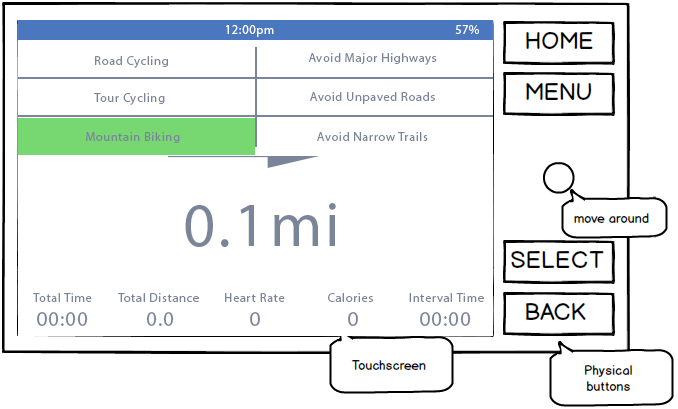 12:00pm 57%
Road Cycling Avoid Major Highways
Tour Cycling Avoid Unpaved Roads
Mountain Biking Avoid Narrow Trails
0.1mi
Total Time Total Distance Heart Rate Calories Interval Time
00:00 0.0 0 0 00:00
HOME
MENU
move around
SELECT
BACK
Touchscreen
Physical
buttons